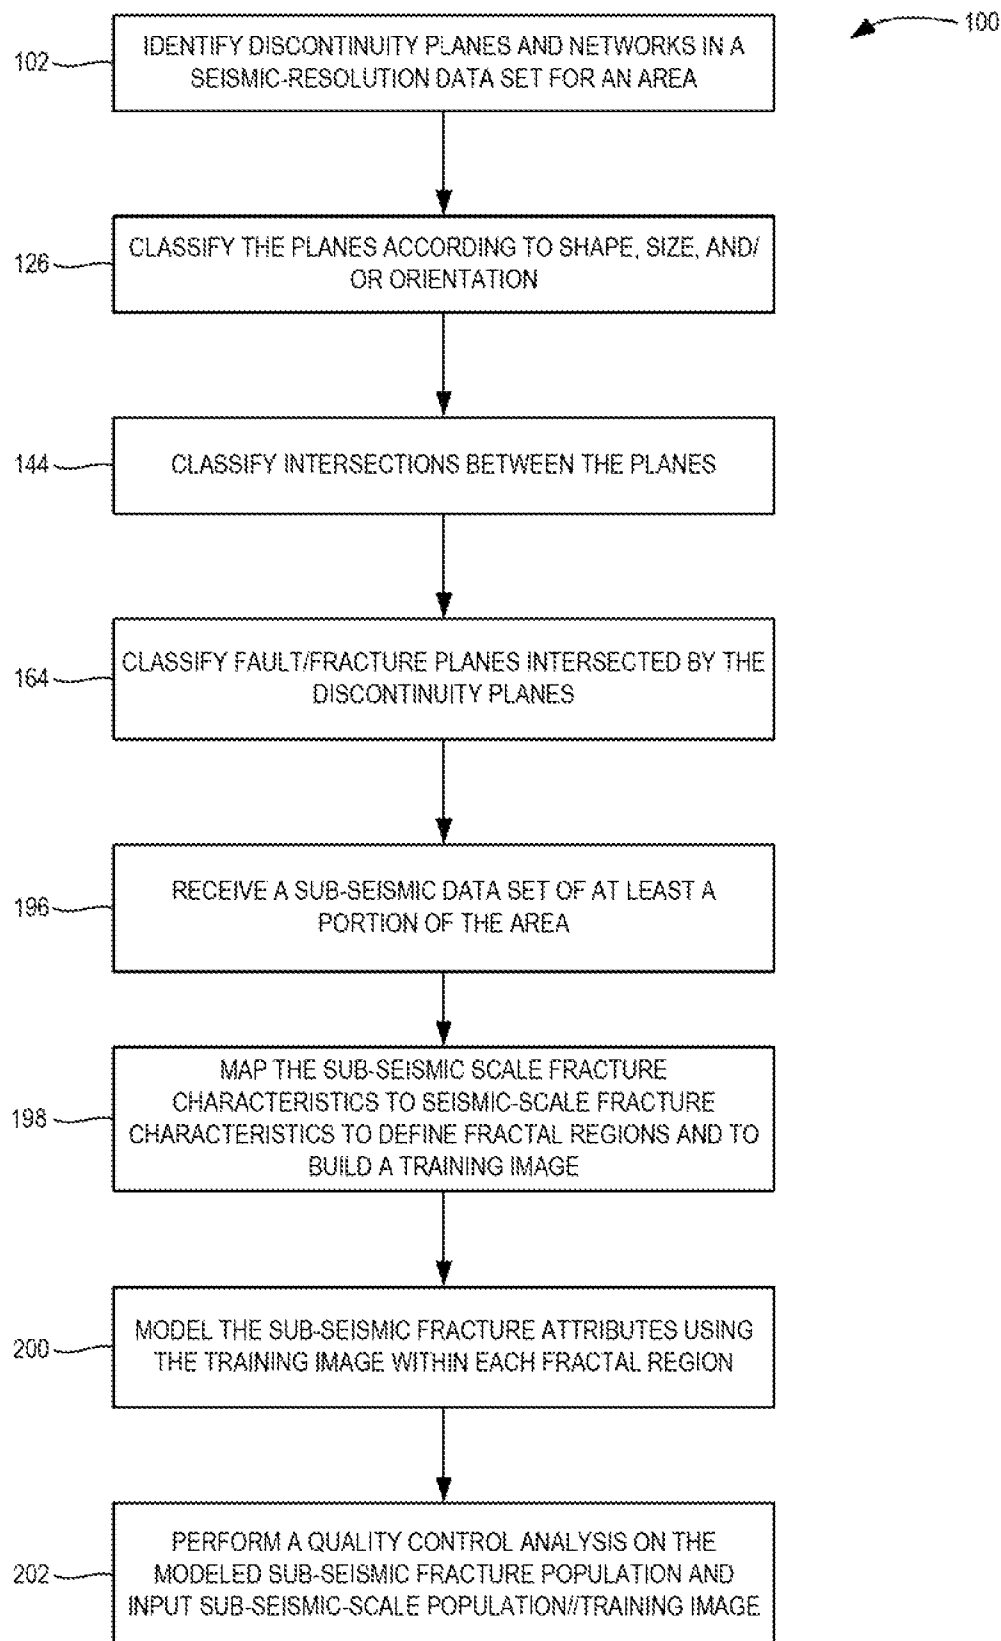 100
102
IDENTIFY DISCONTINUITY PLANES AND NETWORKS IN A
SEISMIC-RESOLUTION DATA SET FOR AN AREA
126
CLASSIFY THE PLANES ACCORDING TO SHAPE, SIZE, AND/
OR ORIENTATION
144
CLASSIFY INTERSECTIONS BETWEEN THE PLANES
164
CLASSIFY FAULT/FRACTURE PLANES INTERSECTED BY THE
DISCONTINUITY PLANES
196
RECEIVE A SUB-SEISMIC DATA SET OF AT LEAST A
PORTION OF THE AREA
198
MAP THE SUB-SEISMIC SCALE FRACTURE
CHARACTERISTICS TO SEISMIC-SCALE FRACTURE
CHARACTERISTICS TO DEFINE FRACTAL REGIONS AND TO
BUILD A TRAINING IMAGE
200
MODEL THE SUB-SEISMIC FRACTURE ATTRIBUTES USING
THE TRAINING IMAGE WITHIN EACH FRACTAL REGION
202
PERFORM A QUALITY CONTROL ANALYSIS ON THE
MODELED SUB-SEISMIC FRACTURE POPULATION AND
INPUT SUB-SEISMIC-SCALE POPULATION//TRAINING IMAGE